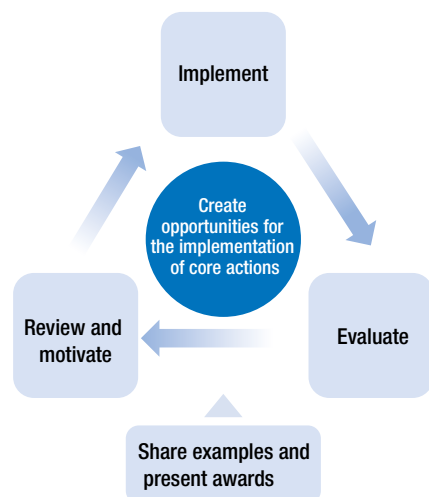 Implement
Create
opportunities for
the implementation
of core actions
Review and
motivate
Evaluate
Share examples and
present awards